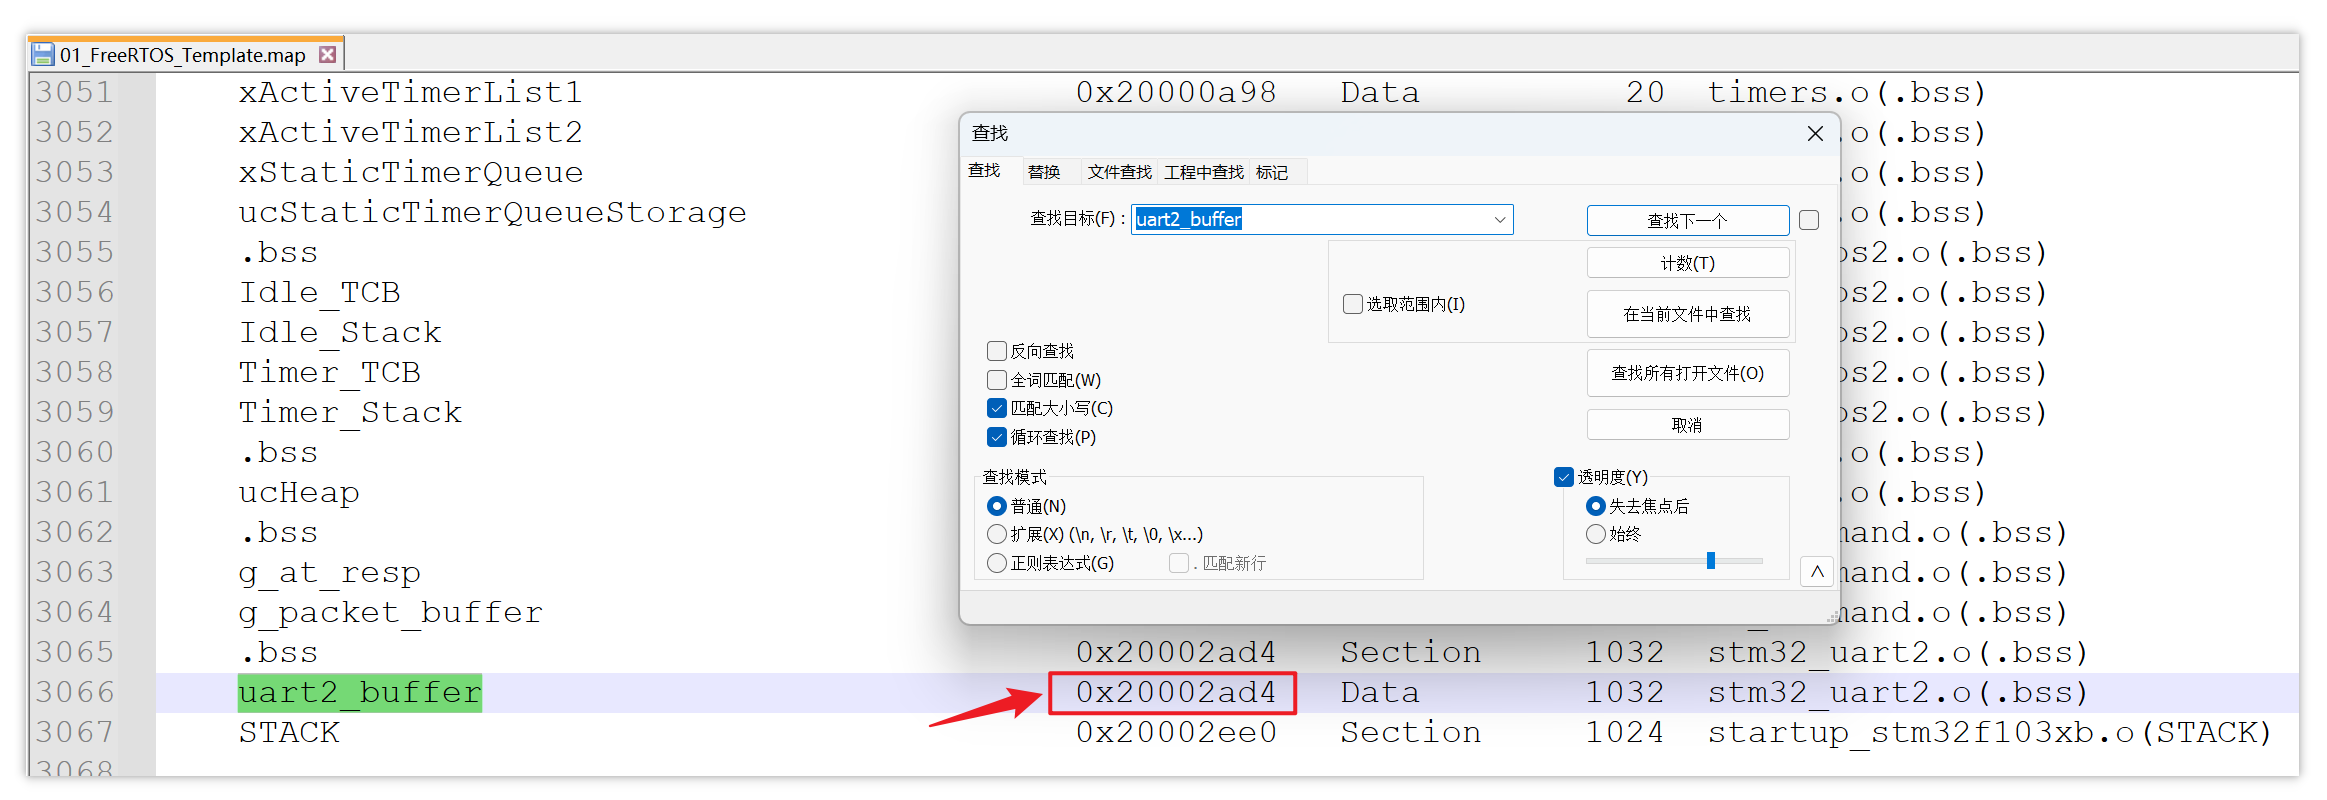 01_FreeRTOS_Template.map
3051 xActiveTimerList1 0x20000a98 Data 20 timers.o(.bss)
3052 xActiveTimerList2 .o(.bss)
3053 xStaticTimerQueue .o(.bss)
3054 ucStaticTimerQueueStorage .o(.bss)
3055 .bss os2.o(.bss)
3056 Idle_TCB os2.o(.bss)
3057 Idle_Stack os2.o(.bss)
3058 Timer_TCB os2.o(.bss)
3059 Timer_Stack os2.o(.bss)
3060 .bss .o(.bss)
3061 ucHeap .o(.bss)
3062 .bss mand.o(.bss)
3063 g_at_resp mand.o(.bss)
3064 g_packet_buffer _mand.o(.bss)
3065 .bss 0x20002ad4 Section 1032 stm32_uart2.o(.bss)
3066 uart2_buffer 0x20002ad4 Data 1032 stm32_uart2.o(.bss)
3067 STACK 0x20002ee0 Section 1024 startup_stm32f103xb.o(STACK)
3068
查找
查找 替换 文件查找 工程中查找 标记
查找目标(F) : uart2_buffer 查找下一个
计数(T)
选取范围内(I) 在当前文件中查找
反向查找
全词匹配(W) 查找所有打开文件(O)
匹配大小写(C)
循环查找(P) 取消
查找模式 透明度(Y)
普通(N) 失去焦点后
扩展(X) (\n, \r, \t, \0, \x...) 始终
正则表达式(G) . 匹配新行